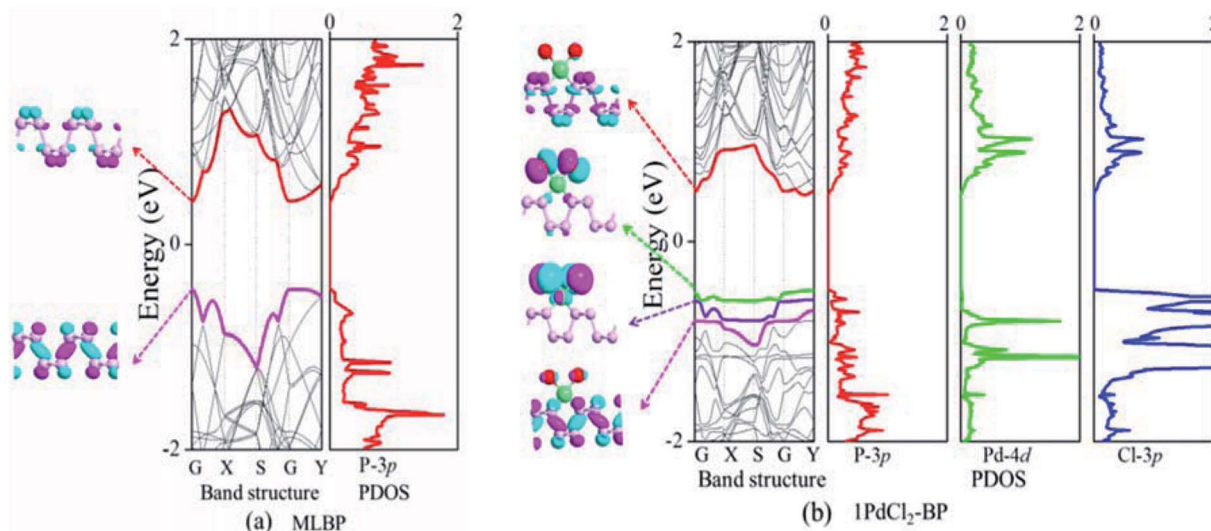 0 2
2
0
-2
Energy (eV)
G X S G Y
Band structure
P-3p
PDOS
(a) MLBP
0 2 0 2 0 2
2
0
-2
Energy (eV)
G X S G Y
Band structure
P-3p
Pd-4d
PDOS
Cl-3p
(b) 1PdCl₂-BP